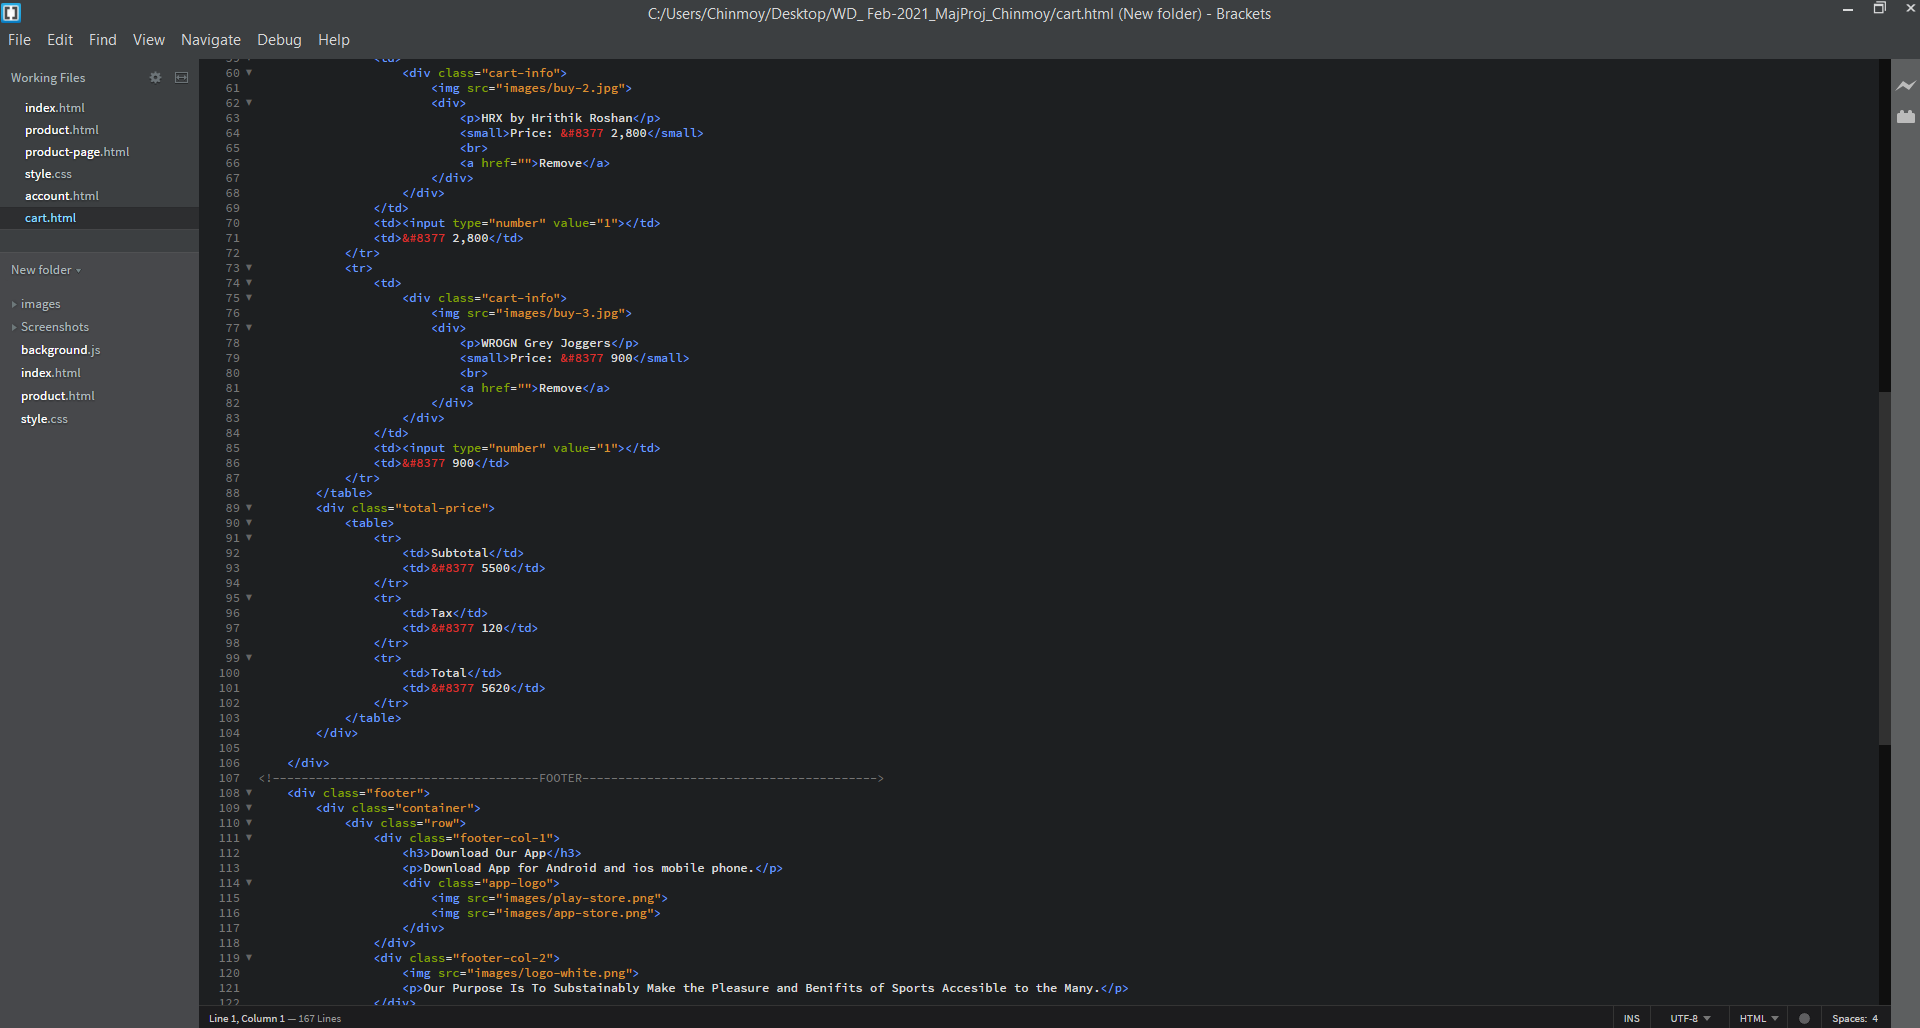 C:/Users/Chinmoy/Desktop/WD_ Feb-2021_MajProj_Chinmoy/cart.html (New folder) - Brackets
File Edit Find View Navigate Debug Help
Working Files
index.html
product.html
product-page.html
style.css
account.html
cart.html
New folder
images
Screenshots
background.js
index.html
product.html
style.css
59 <td>
60 <div class="cart-info">
61 <img src="images/buy-2.jpg">
62 <div>
63 <p>HRX by Hrithik Roshan</p>
64 <small>Price: &#8377 2,800</small>
65 <br>
66 <a href="">Remove</a>
67 </div>
68 </div>
69 </td>
70 <td><input type="number" value="1"></td>
71 <td>&#8377 2,800</td>
72 </tr>
73 <tr>
74 <td>
75 <div class="cart-info">
76 <img src="images/buy-3.jpg">
77 <div>
78 <p>WROGN Grey Joggers</p>
79 <small>Price: &#8377 900</small>
80 <br>
81 <a href="">Remove</a>
82 </div>
83 </div>
84 </td>
85 <td><input type="number" value="1"></td>
86 <td>&#8377 900</td>
87 </tr>
88 </table>
89 <div class="total-price">
90 <table>
91 <tr>
92 <td>Subtotal</td>
93 <td>&#8377 5500</td>
94 </tr>
95 <tr>
96 <td>Tax</td>
97 <td>&#8377 120</td>
98 </tr>
99 <tr>
100 <td>Total</td>
101 <td>&#8377 5620</td>
102 </tr>
103 </table>
104 </div>
105
106 </div>
107 <!-------------------------------------FOOTER----------------------------------------->
108 <div class="footer">
109 <div class="container">
110 <div class="row">
111 <div class="footer-col-1">
112 <h3>Download Our App</h3>
113 <p>Download App for Android and ios mobile phone.</p>
114 <div class="app-logo">
115 <img src="images/play-store.png">
116 <img src="images/app-store.png">
117 </div>
118 </div>
119 <div class="footer-col-2">
120 <img src="images/logo-white.png">
121 <p>Our Purpose Is To Substainably Make the Pleasure and Benifits of Sports Accesible to the Many.</p>
122 </div>
Line 1, Column 1 — 167 Lines
INS UTF-8 HTML Spaces: 4